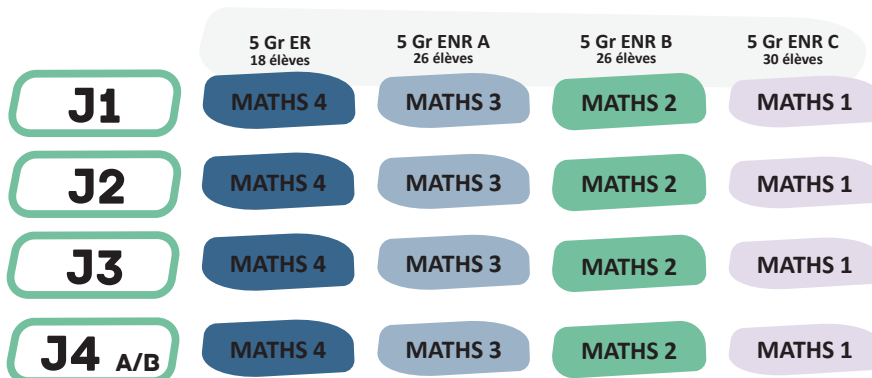 5 Gr ER 5 Gr ENR A 5 Gr ENR B 5 Gr ENR C
18 élèves 26 élèves 26 élèves 30 élèves
J1 MATHS 4 MATHS 3 MATHS 2 MATHS 1
J2 MATHS 4 MATHS 3 MATHS 2 MATHS 1
J3 MATHS 4 MATHS 3 MATHS 2 MATHS 1
J4 A/B MATHS 4 MATHS 3 MATHS 2 MATHS 1